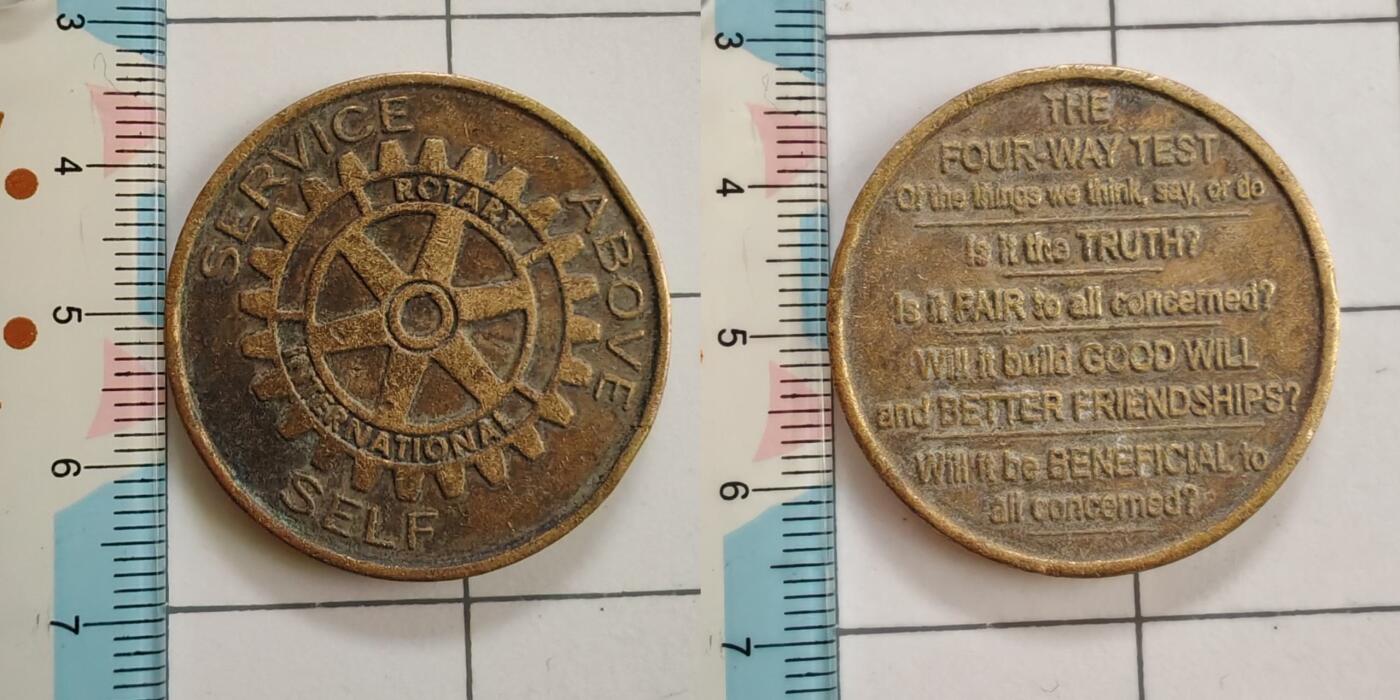 3
4
5
6
7
SERVICE
ABOVE
SELF
ROTARY
INTERNATIONAL
3
4
5
6
7
THE
FOUR-WAY TEST
Of the things we think, say, or do
Is it the TRUTH?
Is it FAIR to all concerned?
Will it build GOOD WILL
and BETTER FRIENDSHIPS?
Will it be BENEFICIAL to
all concerned?